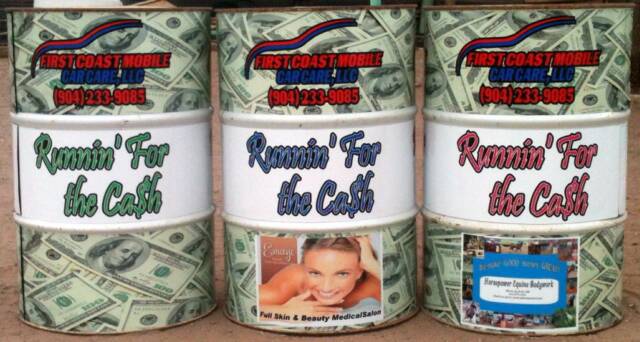 FIRST COAST MOBILE
CAR CARE, LLC
(904) 233-9085
Runnin' For
the Ca$h
FIRST COAST MOBILE
CAR CARE, LLC
(904) 233-9085
Runnin' For
the Ca$h
Emagi
Full Skin & Beauty MedicalSalon
FIRST COAST MOBILE
CAR CARE, LLC
(904) 233-9085
Runnin' For
the Ca$h
Horsepower Equine Bodywork